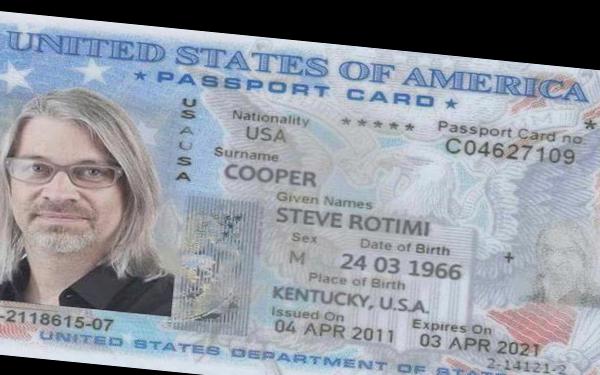 UNITED STATES OF AMERICA
★ PASSPORT CARD ★
USA
USA
Nationality ★★★★★ Passport Card no.
USA C04627109
Surname
COOPER
Given Names
STEVE ROTIMI
Sex Date of Birth
M 24 03 1966
Place of Birth
KENTUCKY, U.S.A.
Issued On Expires On
04 APR 2011 03 APR 2021
-2118615-07 2-14121-2
UNITED STATES DEPARTMENT OF STATE